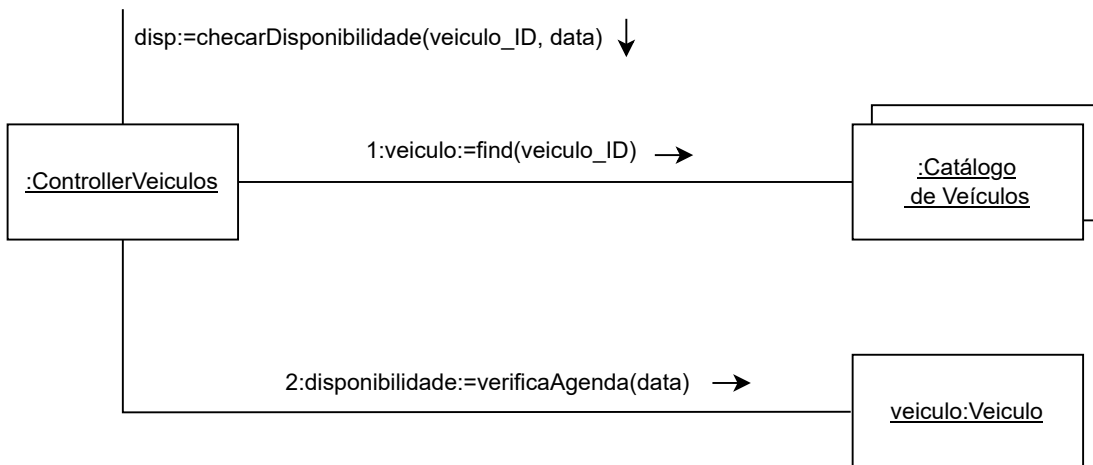 disp:=checarDisponibilidade(veiculo_ID, data)
1:veiculo:=find(veiculo_ID)
:ControllerVeiculos
:Catálogo
de Veículos
2:disponibilidade:=verificaAgenda(data)
veiculo:Veiculo